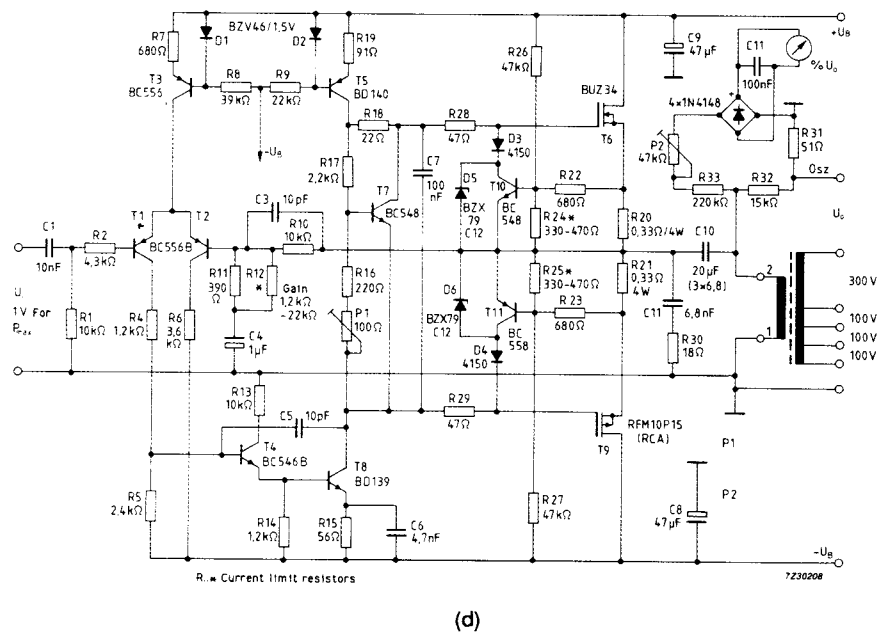 R7
680Ω
BZV46/1,5V
D1
D2
R19
91Ω
T3
BC556
R8
39kΩ
R9
22kΩ
T5
BD140
-UB
R26
47kΩ
C9
47µF
+UB
C11
100nF
%Uo
4×1N4148
P2
47kΩ
R31
51Ω
Osz
R33
220kΩ
R32
15kΩ
BUZ34
T6
R18
22Ω
R28
47Ω
D3
4150
R17
2,2kΩ
T7
BC548
C7
100
nF
D5
BZX
79
C12
T10
BC
548
R22
680Ω
R24*
330-470Ω
R20
0,33Ω/4W
C3
10pF
R10
10kΩ
T1
T2
BC556B
C1
10nF
R2
4,3kΩ
R11
390
Ω
R12
*
Gain
1,2kΩ
-22kΩ
R16
220Ω
P1
100Ω
C4
1µF
R1
10kΩ
R4
1,2kΩ
R6
3,6
kΩ
1V For
Pmax
D6
BZX79
C12
T11
BC
558
D4
4150
R25*
330-470Ω
R23
680Ω
R21
0,33Ω
4W
C10
20µF
(3×6,8)
C11
6,8nF
R30
18Ω
2
1
300V
100V
100V
100V
R13
10kΩ
C5
10pF
R29
47Ω
T9
RFM10P15
(RCA)
P1
P2
T4
BC546B
T8
BD139
R5
2,4kΩ
R14
1,2kΩ
R15
56Ω
C6
4,7nF
R27
47kΩ
C8
47µF
-UB
R..* Current limit resistors
7Z30208
(d)